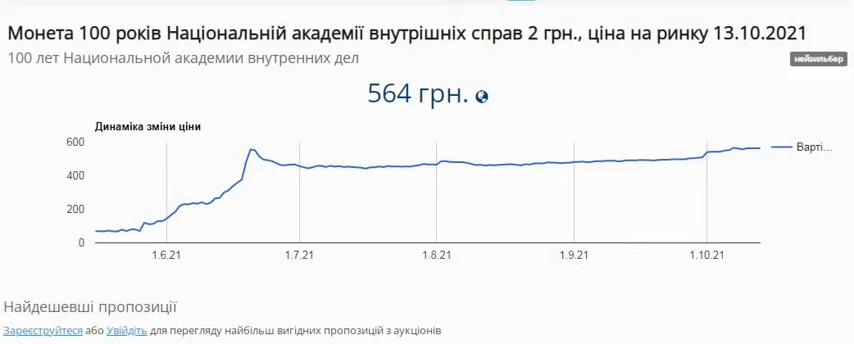 Монета 100 років Національній академії внутрішніх справ 2 грн., ціна на ринку 13.10.2021
100 лет Национальной академии внутренних дел
нейзильбер
564 грн.
Динаміка зміни ціни
600
400
200
0
Варті...
1.6.21
1.7.21
1.8.21
1.9.21
1.10.21
Найдешевші пропозиції
Зареєструйтеся або Увійдіть для перегляду найбільш вигідних пропозицій з аукціонів